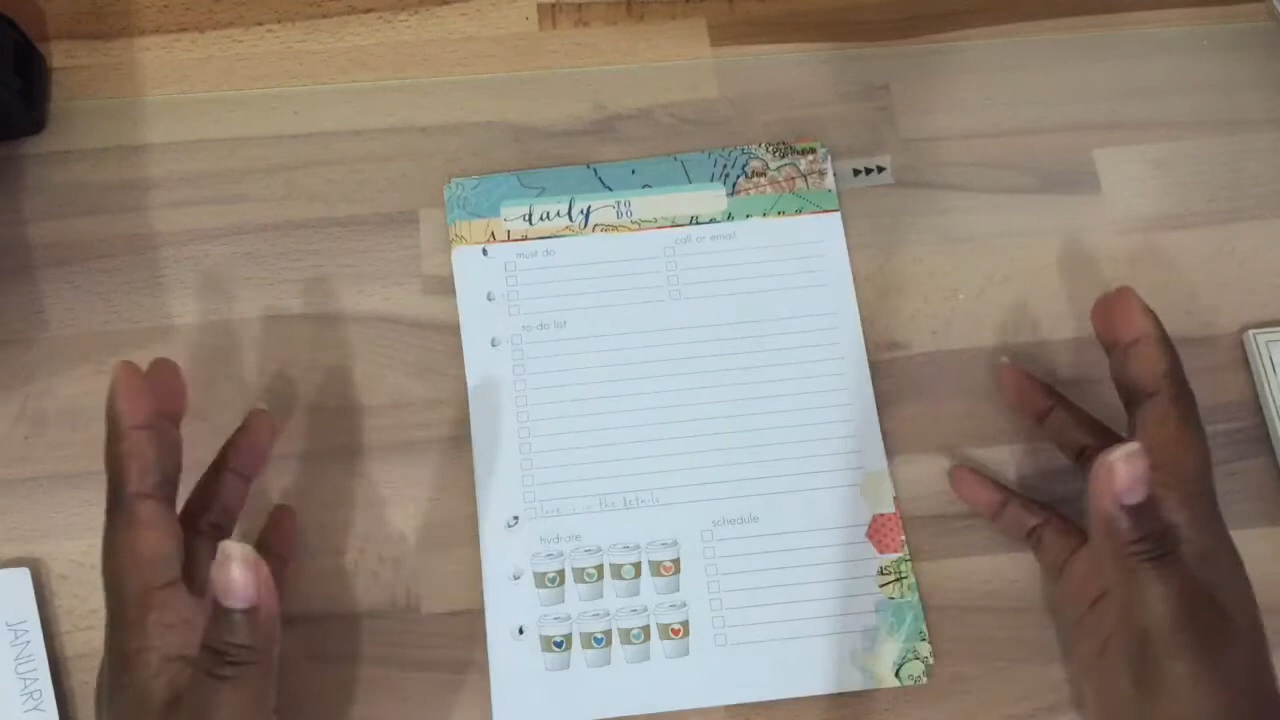 daily TO DO
must do
call or email
to-do list
love is in the details
hydrate
schedule
JANUARY